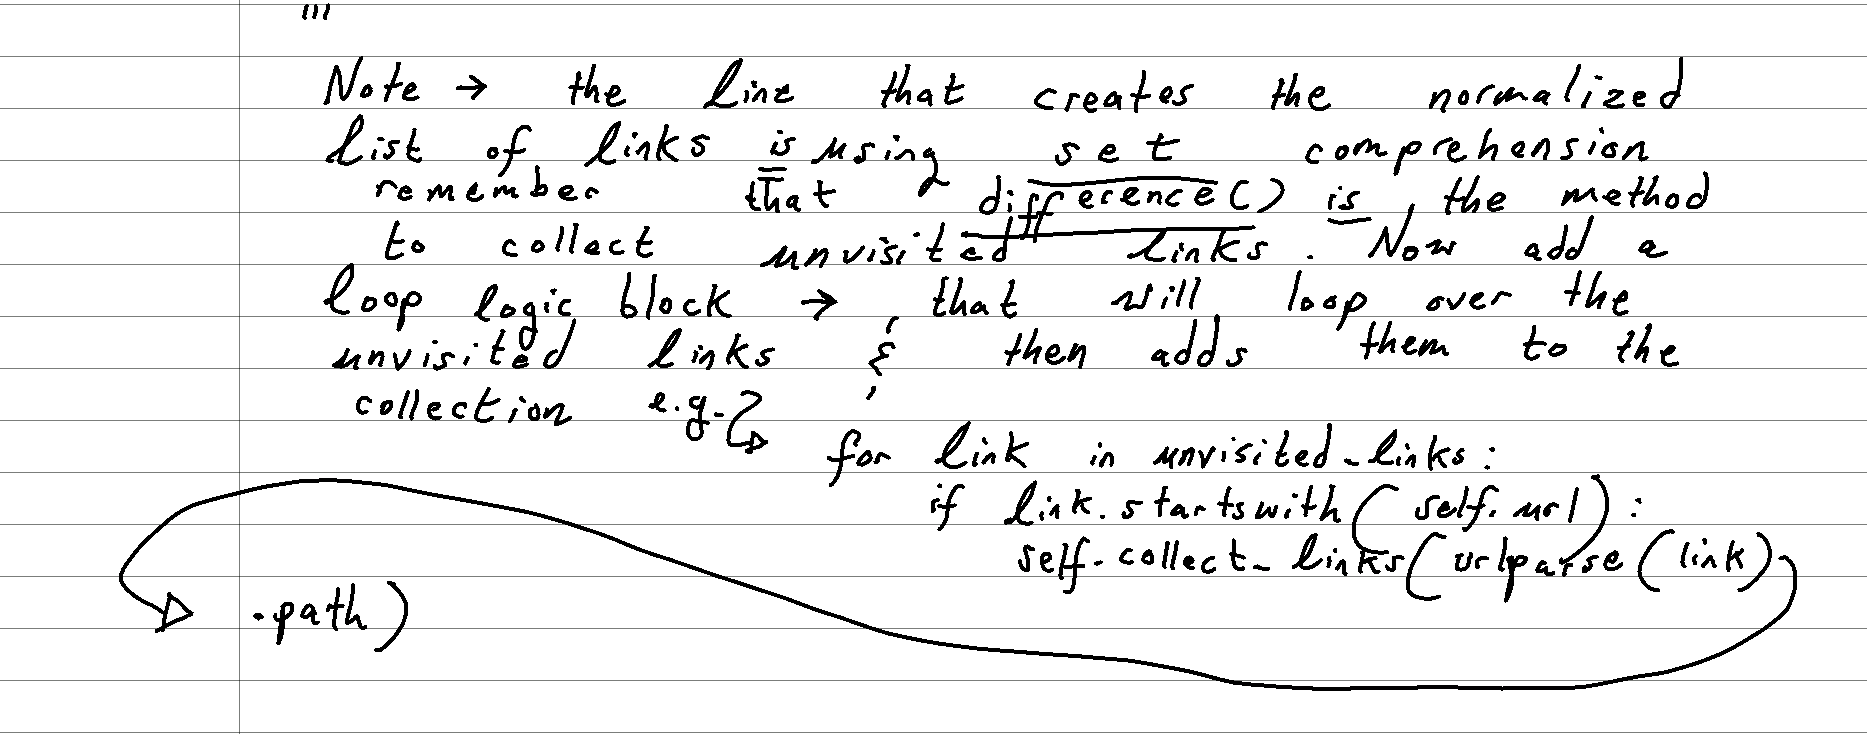 "'
Note → the line that creates the normalized
list of links is using set comprehension
remember that difference() is the method
to collect unvisited links. Now add a
loop logic block → that will loop over the
unvisited links & then adds them to the
collection e.g.
for link in unvisited_links:
if link.startswith(self.url):
self.collect_links(urlparse(link)
.path)